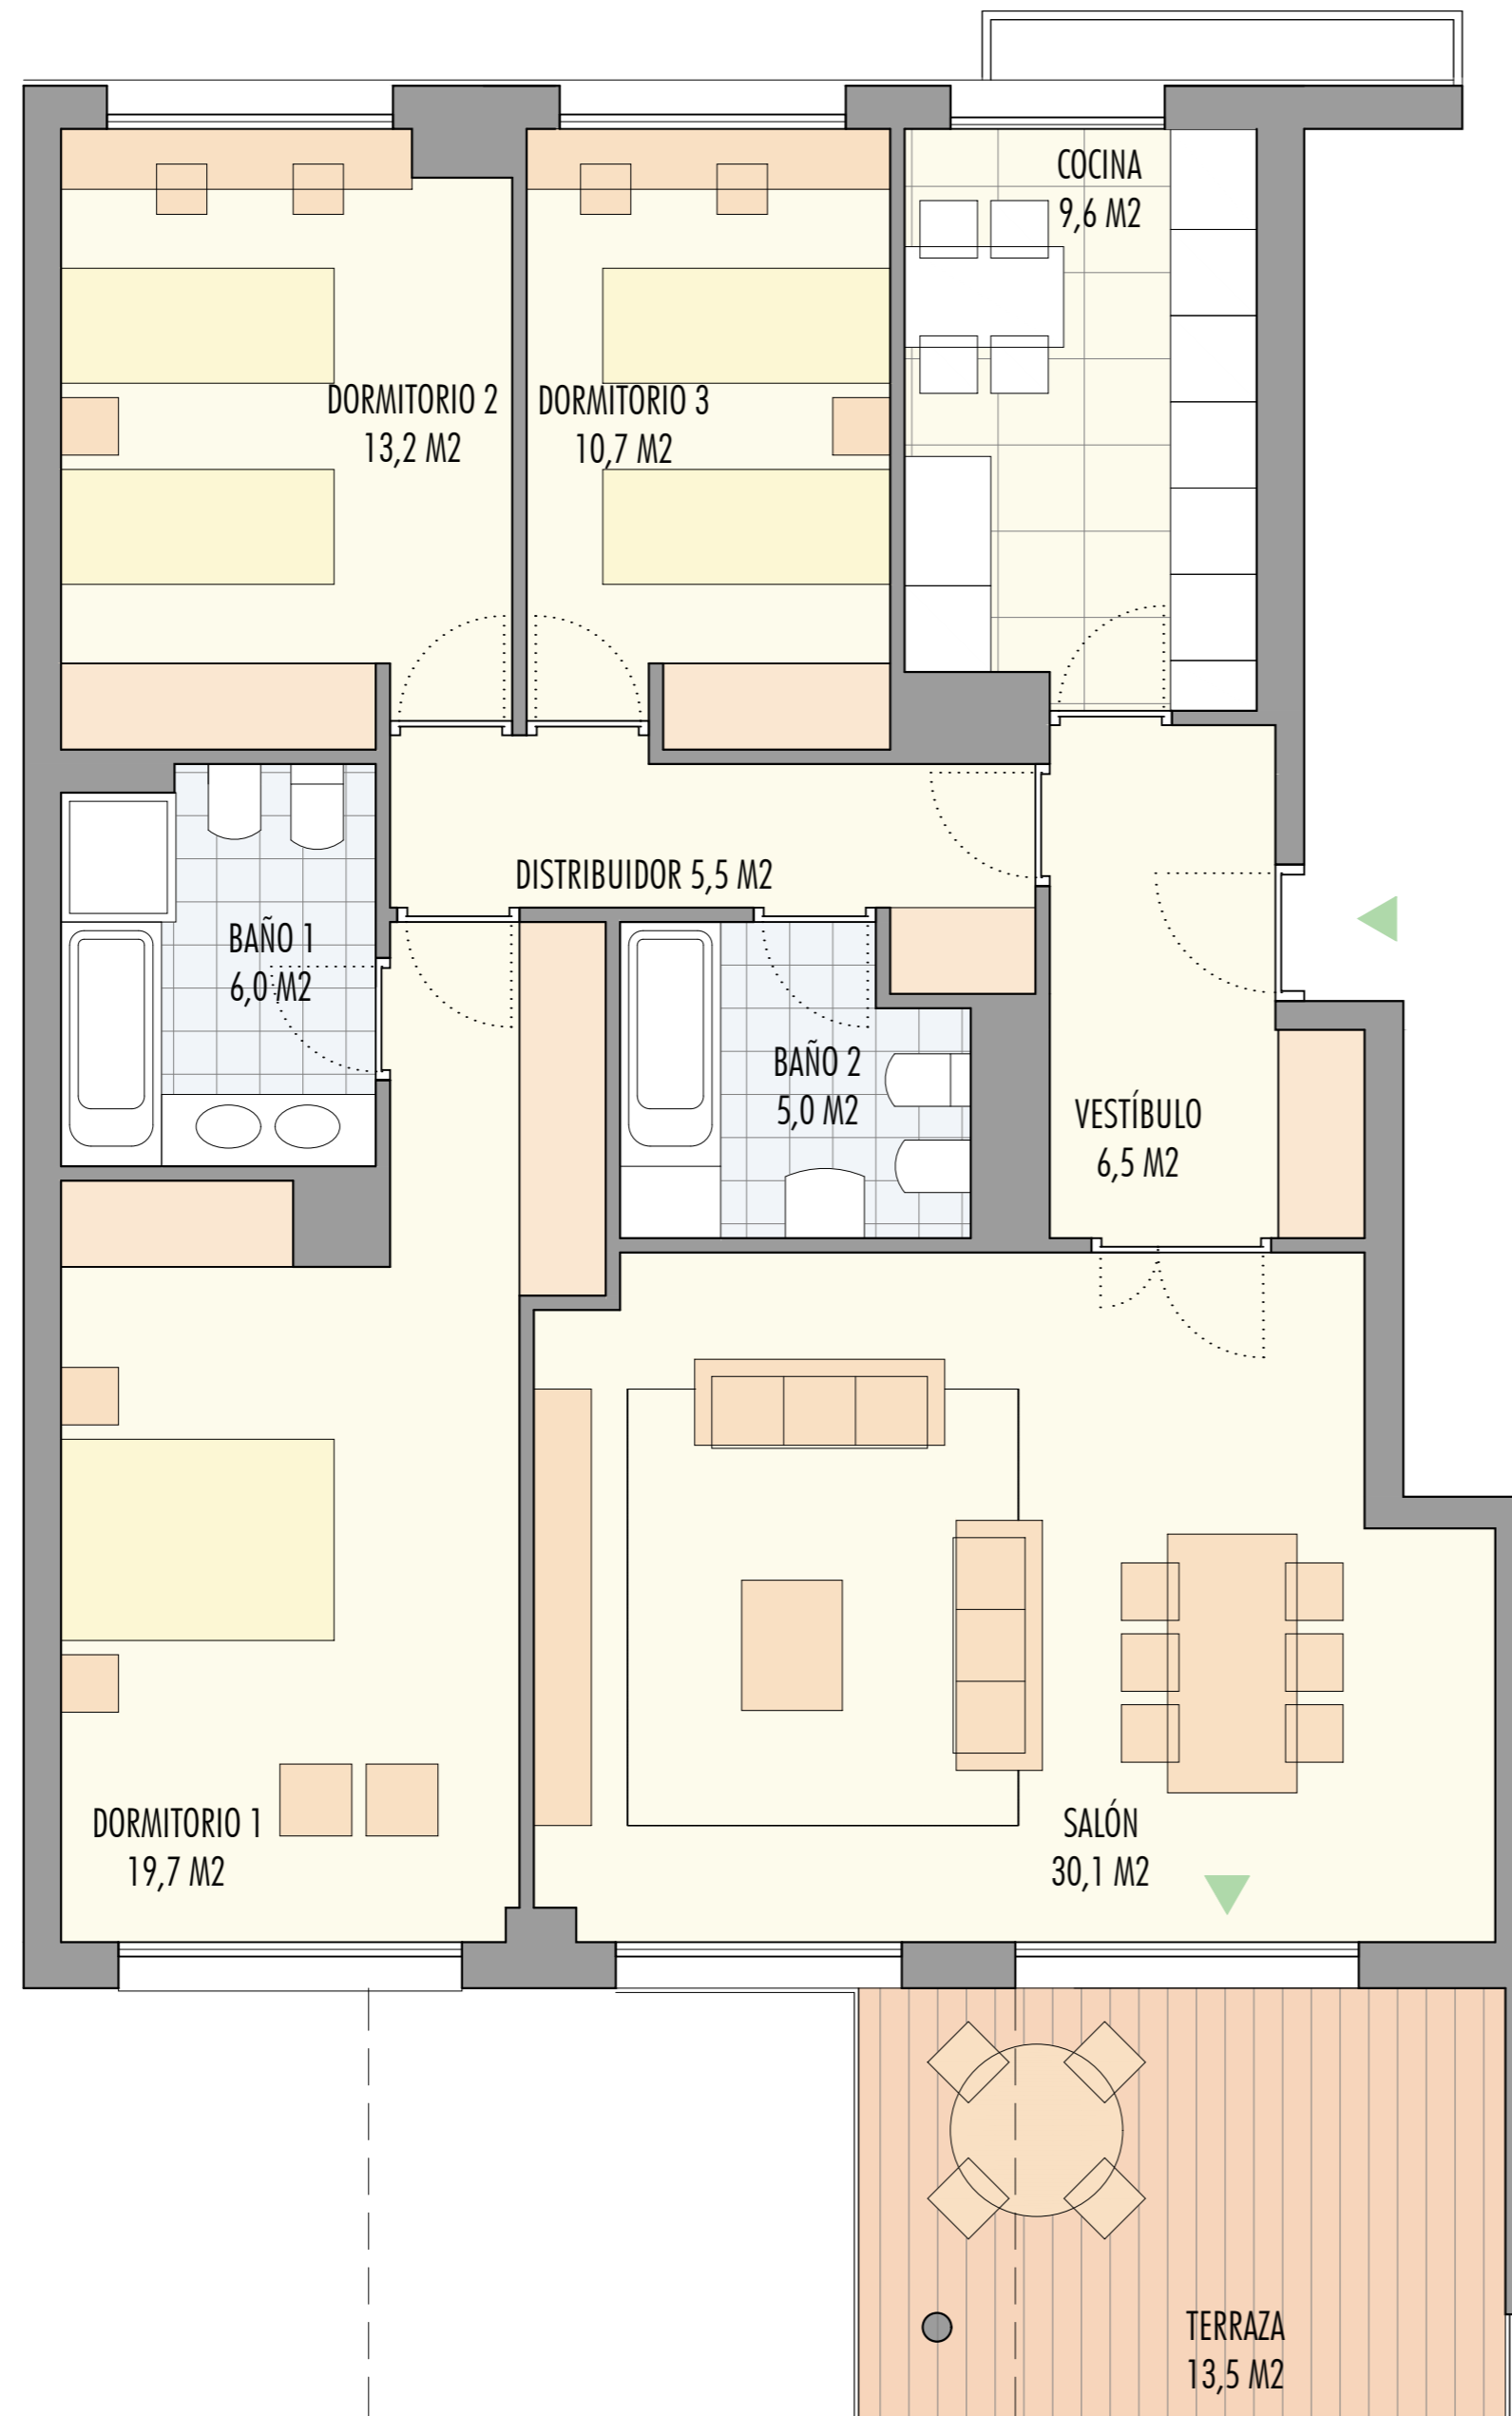 COCINA
9,6 M2
DORMITORIO 2
13,2 M2
DORMITORIO 3
10,7 M2
DISTRIBUIDOR 5,5 M2
BAÑO 1
6,0 M2
BAÑO 2
5,0 M2
VESTÍBULO
6,5 M2
DORMITORIO 1
19,7 M2
SALÓN
30,1 M2
TERRAZA
13,5 M2